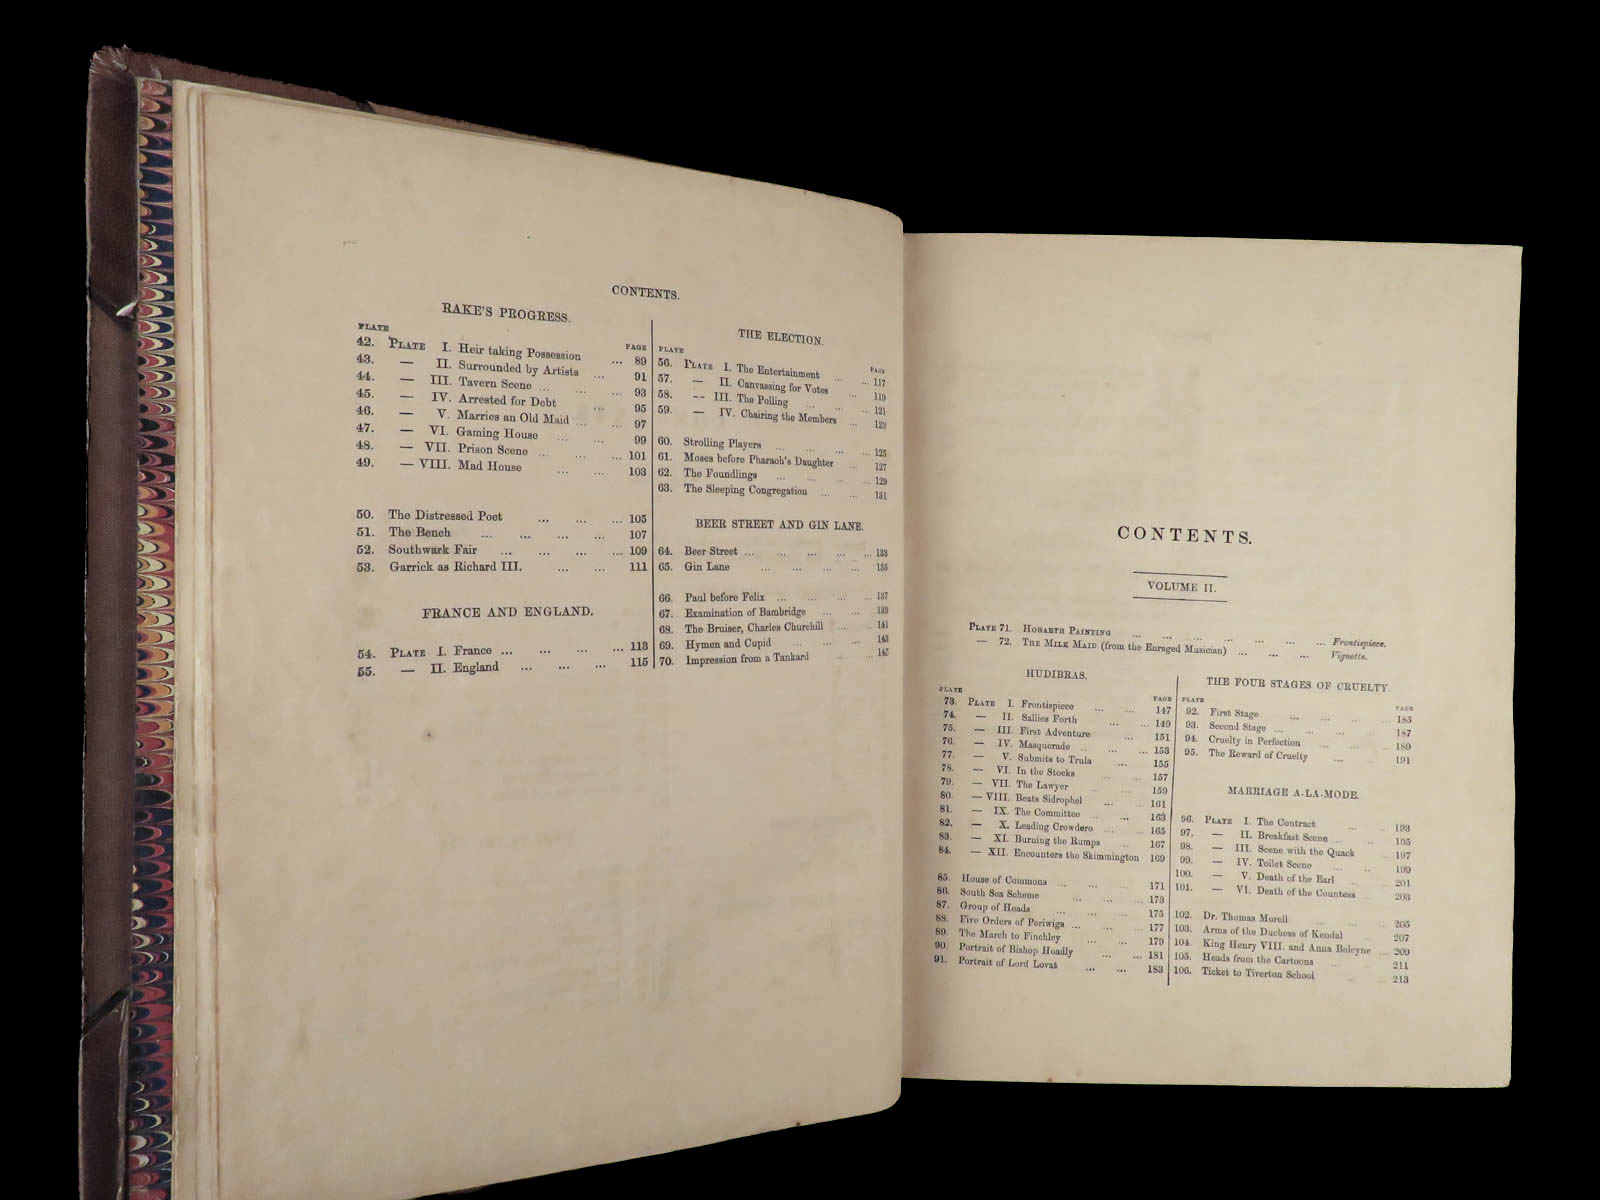 CONTENTS.
RAKE'S PROGRESS.
PLATE
PAGE
42. PLATE I. Heir taking Possession ... 89
43. — II. Surrounded by Artists ... 91
44. — III. Tavern Scene ... ... ... 93
45. — IV. Arrested for Debt ... 95
46. — V. Marries an Old Maid ... ... 97
47. — VI. Gaming House ... ... 99
48. — VII. Prison Scene ... ... ... 101
49. — VIII. Mad House ... ... 103
50. The Distressed Poet ... ... ... 105
51. The Bench ... ... ... ... 107
52. Southwark Fair ... ... ... ... 109
53. Garrick as Richard III. ... ... 111
FRANCE AND ENGLAND.
54. PLATE I. France ... ... ... ... 113
55. — II. England ... ... ... 115
THE ELECTION.
PLATE
PAGE
56. PLATE I. The Entertainment ... ... 117
57. — II. Canvassing for Votes ... 119
58. — III. The Polling ... ... ... 121
59. — IV. Chairing the Members ... 123
60. Strolling Players ... ... ... ... 125
61. Moses before Pharaoh's Daughter ... 127
62. The Foundlings ... ... ... ... 129
63. The Sleeping Congregation ... ... 131
BEER STREET AND GIN LANE.
64. Beer Street ... ... ... ... ... 133
65. Gin Lane ... ... ... ... 135
66. Paul before Felix ... ... ... ... 137
67. Examination of Bambridge ... ... 139
68. The Bruiser, Charles Churchill ... ... 141
69. Hymen and Cupid ... ... ... 143
70. Impression from a Tankard ... ... 145
CONTENTS.
VOLUME II.
PLATE 71. HOGARTH PAINTING ... ... ... ... ... ... ... Frontispiece.
— 72. THE MILK MAID (from the Enraged Musician) ... ... ... Vignette.
HUDIBRAS.
PLATE
PAGE
73. PLATE I. Frontispiece ... ... 147
74. — II. Sallies Forth ... ... 149
75. — III. First Adventure ... 151
76. — IV. Masquerade ... ... ... 153
77. — V. Submits to Trula ... 155
78. — VI. In the Stocks ... ... 157
79. — VII. The Lawyer ... ... 159
80. — VIII. Beats Sidrophel ... ... 161
81. — IX. The Committee ... ... 163
82. — X. Leading Crowdero ... ... 165
83. — XI. Burning the Rumps ... 167
84. — XII. Encounters the Skimmington 169
85. House of Commons ... ... ... 171
86. South Sea Scheme ... ... ... 173
87. Group of Heads ... ... ... 175
88. Five Orders of Periwigs ... ... ... 177
89. The March to Finchley ... ... 179
90. Portrait of Bishop Hoadly ... ... 181
91. Portrait of Lord Lovat ... ... 183
THE FOUR STAGES OF CRUELTY.
PLATE
PAGE
92. First Stage ... ... ... ... 185
93. Second Stage ... ... ... ... 187
94. Cruelty in Perfection ... ... 189
95. The Reward of Cruelty ... ... 191
MARRIAGE A-LA-MODE.
96. PLATE I. The Contract ... ... 193
97. — II. Breakfast Scene ... ... 195
98. — III. Scene with the Quack ... 197
99. — IV. Toilet Scene ... ... 199
100. — V. Death of the Earl ... ... 201
101. — VI. Death of the Countess ... 203
102. Dr. Thomas Morell ... ... ... 205
103. Arms of the Duchess of Kendal ... 207
104. King Henry VIII. and Anna Boleyne ... 209
105. Heads from the Cartoons ... ... 211
106. Ticket to Tiverton School ... ... 213